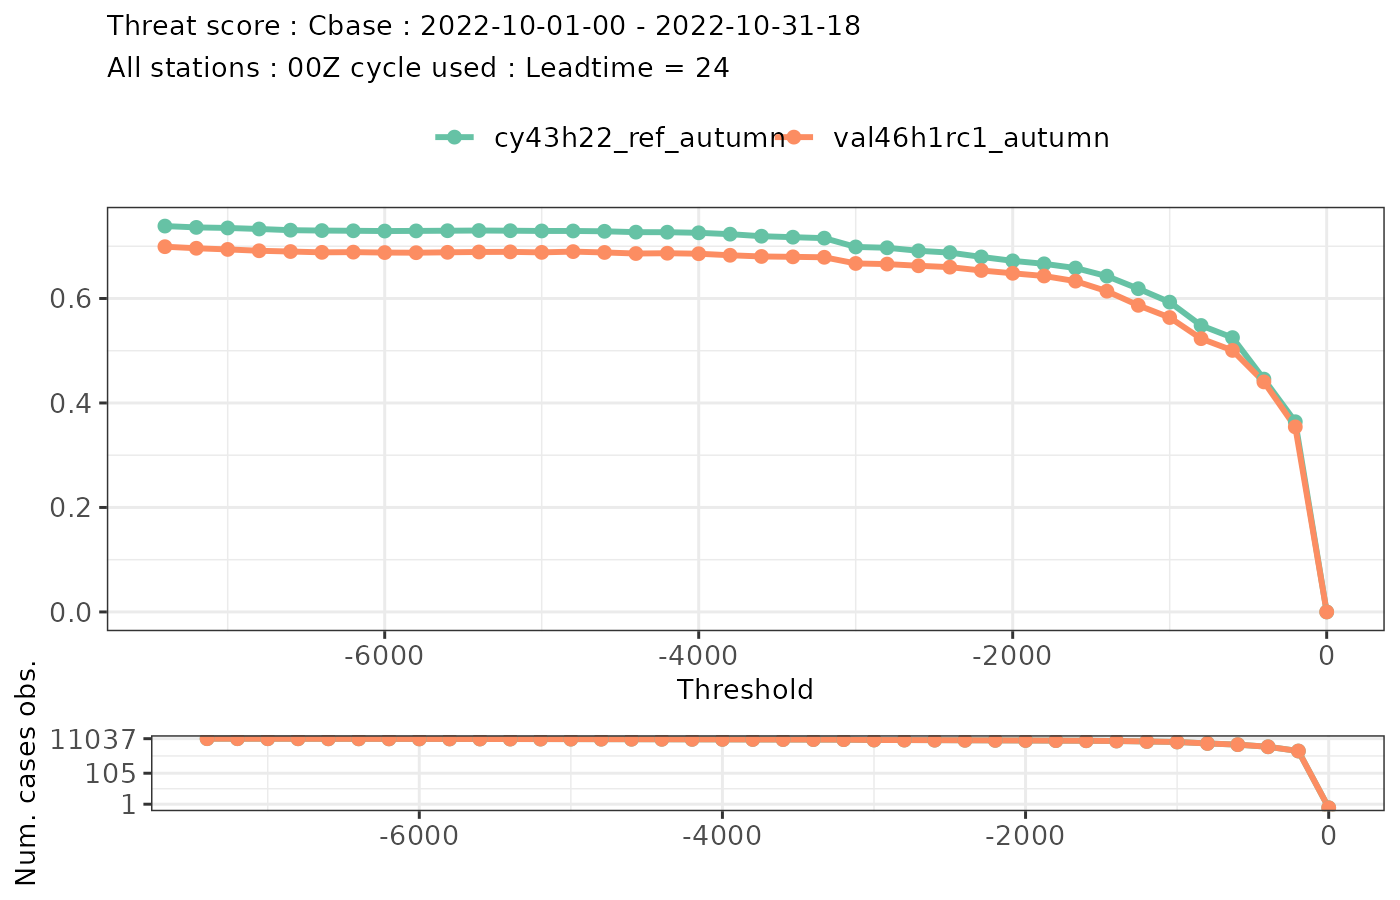 Threat score : Cbase : 2022-10-01-00 - 2022-10-31-18
All stations : 00Z cycle used : Leadtime = 24
cy43h22_ref_autumn val46h1rc1_autumn
0.6
0.4
0.2
0.0
-6000 -4000 -2000 0
Threshold
Num. cases obs.
11037
105
1
-6000 -4000 -2000 0